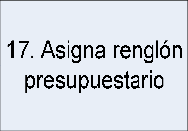 17. Asigna renglón
presupuestario